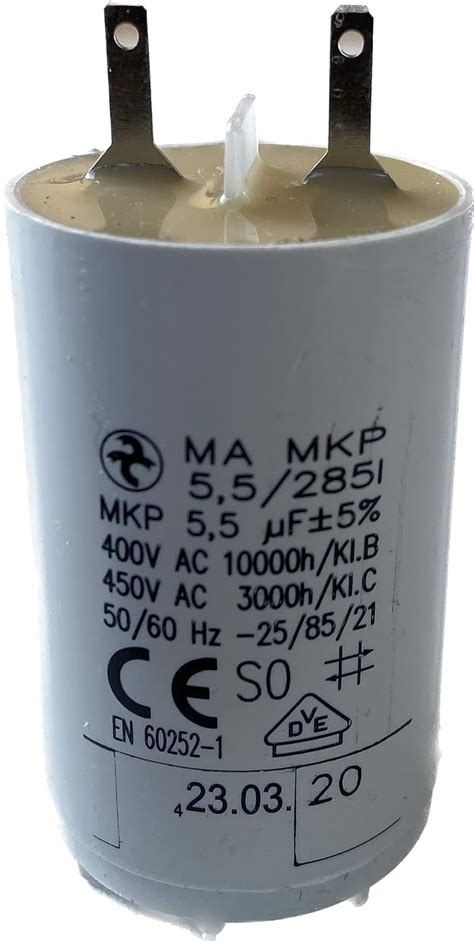 MA MKP
5,5/285I
MKP 5,5 µF±5%
400V AC 10000h/Kl.B
450V AC 3000h/Kl.C
50/60 Hz -25/85/21
CE S0
DVE
EN 60252-1
4 23.03. 20